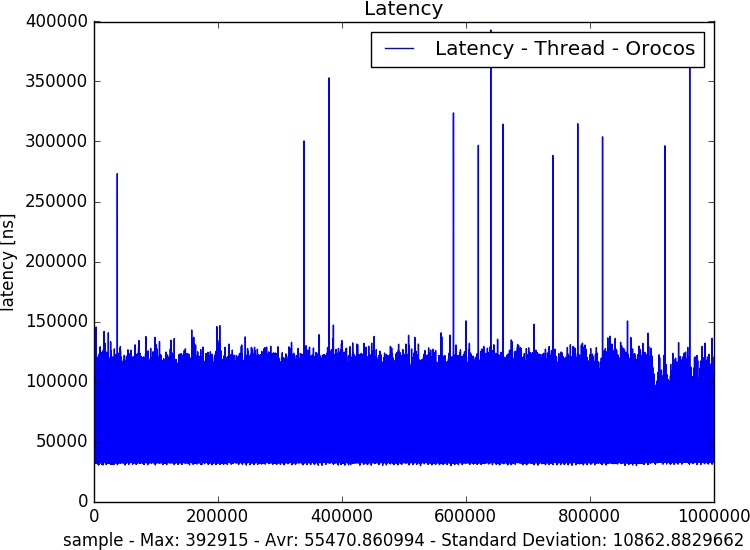 Latency
400000
350000
300000
250000
200000
150000
100000
50000
0
latency [ns]
Latency - Thread - Orocos
0 200000 400000 600000 800000 1000000
sample - Max: 392915 - Avr: 55470.860994 - Standard Deviation: 10862.8829662